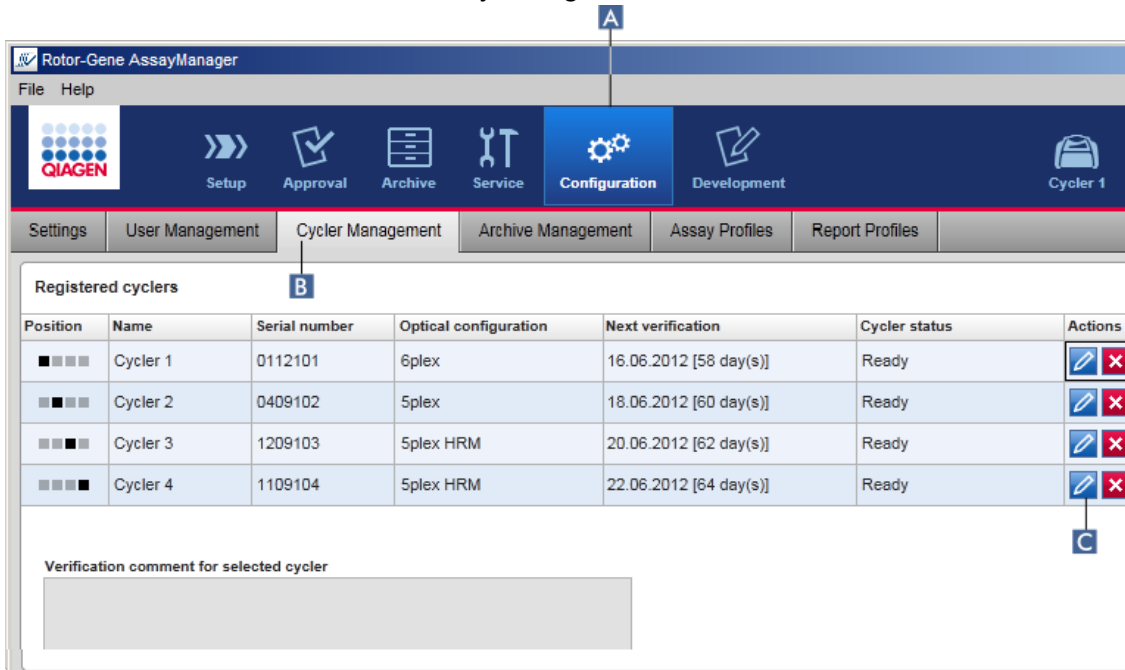 A
Rotor-Gene AssayManager
File Help
QIAGEN
Setup Approval Archive Service Configuration Development Cycler 1
Settings User Management Cycler Management Archive Management Assay Profiles Report Profiles
B
Registered cyclers
Position Name Serial number Optical configuration Next verification Cycler status Actions
Cycler 1 0112101 6plex 16.06.2012 [58 day(s)] Ready
Cycler 2 0409102 5plex 18.06.2012 [60 day(s)] Ready
Cycler 3 1209103 5plex HRM 20.06.2012 [62 day(s)] Ready
Cycler 4 1109104 5plex HRM 22.06.2012 [64 day(s)] Ready
C
Verification comment for selected cycler